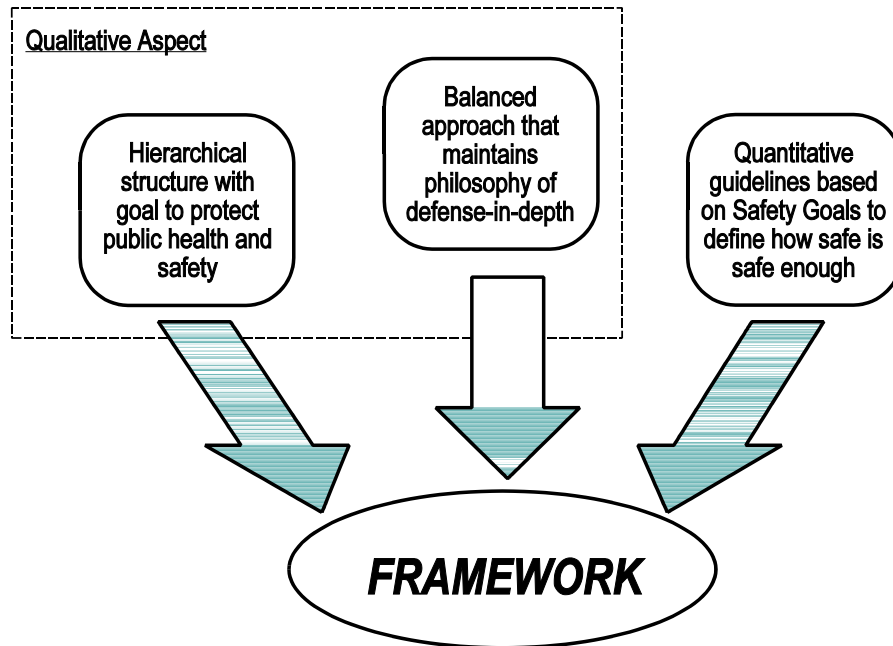 Qualitative Aspect
Hierarchical
structure with
goal to protect
public health and
safety
Balanced
approach that
maintains
philosophy of
defense-in-depth
Quantitative
guidelines based
on Safety Goals to
define how safe is
safe enough
FRAMEWORK